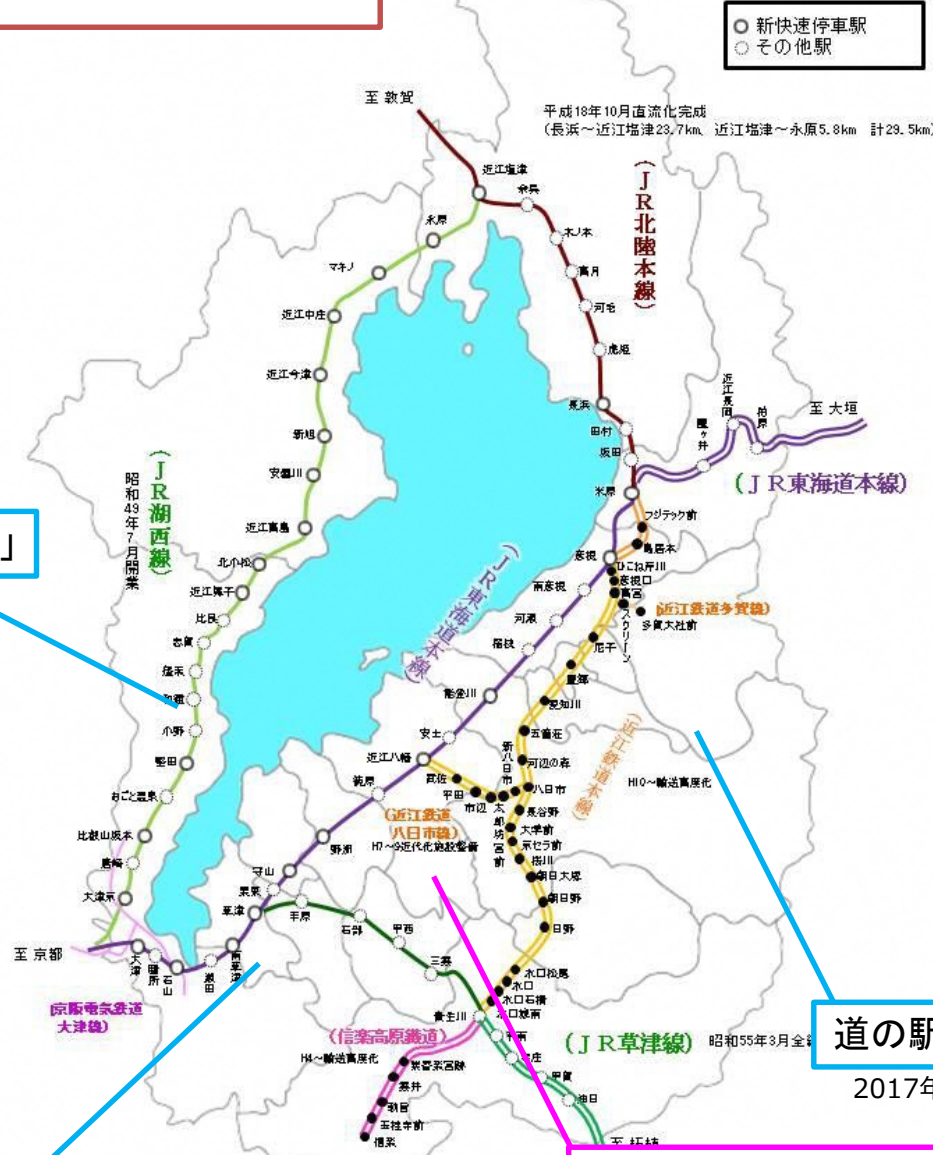 新快速停車駅
その他駅
至 敦賀
平成18年10月直流化完成
(長浜～近江塩津23.7km 近江塩津～永原5.8km 計29.5km)
近江塩津
余呉
永原
木ノ本
マキノ
高月
(JR北陸本線)
近江中庄
河毛
虎姫
近江今津
長浜
近江長岡
柏原
至 大垣
新旭
田村
醒ヶ井
坂田
安曇川
米原
(JR東海道本線)
(JR湖西線)
昭和49年7月開業
フジテック前
近江高島
鳥居本
」
北小松
彦根
ひこね芹川
彦根口
高宮
近江舞子
南彦根
(JR東海道本線)
スクリーン
(近江鉄道多賀線)
多賀大社前
比良
河瀬
志賀
稲枝
尼子
蓬莱
豊郷
和邇
能登川
愛知川
小野
安土
五箇荘
(近江鉄道本線)
堅田
近江八幡
新八日市
河辺の森
武佐
H10～輸送高度化
おごと温泉
篠原
平田
市辺
太郎坊宮前
八日市
長谷野
(近江鉄道
八日市線)
H7～9近代化施設整備
大学前
京セラ前
比叡山坂本
野洲
桜川
唐崎
守山
朝日大塚
大津京
栗東
朝日野
草津
手原
石部
甲西
日野
至 京都
大津
膳所
石山
瀬田
南草津
三雲
水口松尾
水口
水口石橋
水口城南
(京阪電気鉄道
大津線)
貴生川
(信楽高原鐵道)
甲南
(JR草津線)
昭和55年3月全
道の駅
H4～輸送高度化
紫香楽宮跡
寺庄
甲賀
2017年
雲井
勅旨
油日
玉桂寺前
信楽
至 柘植